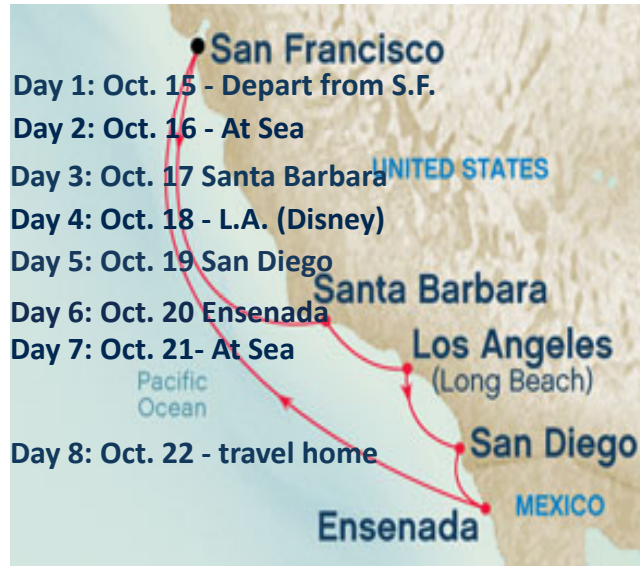 San Francisco
Day 1: Oct. 15 - Depart from S.F.
Day 2: Oct. 16 - At Sea
UNITED STATES
Day 3: Oct. 17 Santa Barbara
Day 4: Oct. 18 - L.A. (Disney)
Day 5: Oct. 19 San Diego
Santa Barbara
Day 6: Oct. 20 Ensenada
Day 7: Oct. 21- At Sea
Los Angeles
(Long Beach)
Pacific
Ocean
San Diego
Day 8: Oct. 22 - travel home
MEXICO
Ensenada